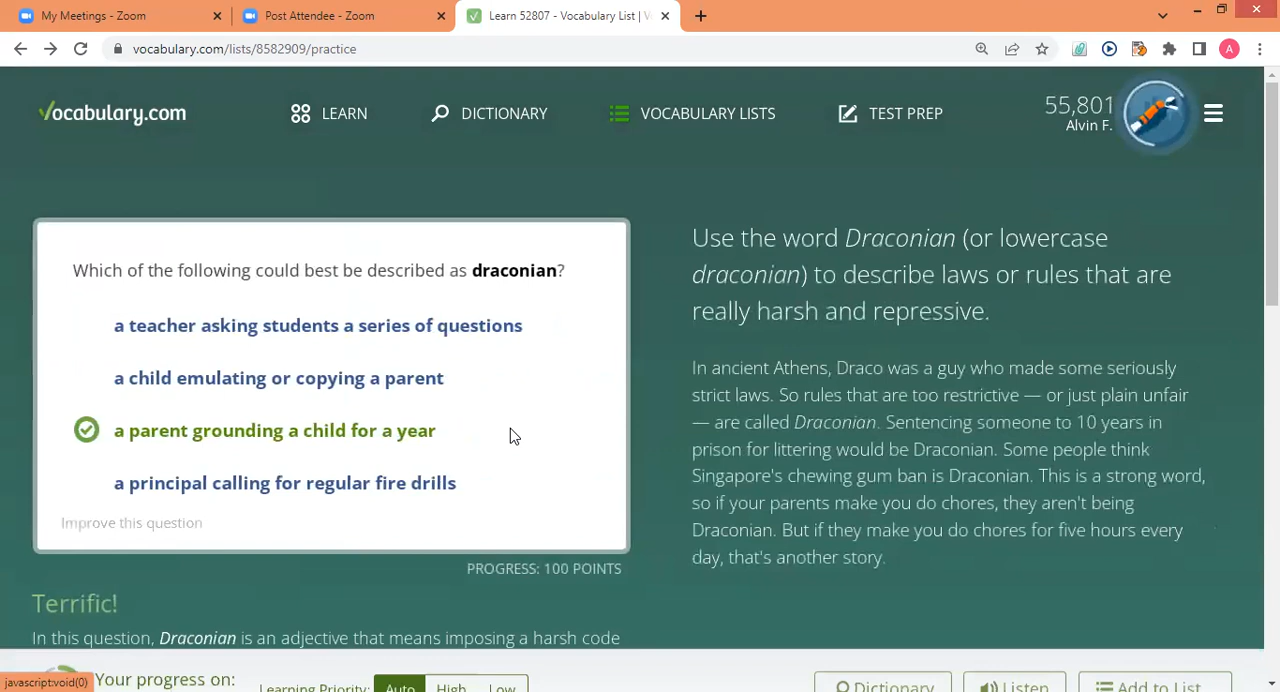 My Meetings - Zoom
Post Attendee - Zoom
Learn 52807 - Vocabulary List | V
vocabulary.com/lists/8582909/practice
A
Vocabulary.com
LEARN
DICTIONARY
VOCABULARY LISTS
TEST PREP
55,801
Alvin F.
Which of the following could best be described as draconian?
a teacher asking students a series of questions
a child emulating or copying a parent
a parent grounding a child for a year
a principal calling for regular fire drills
Improve this question
PROGRESS: 100 POINTS
Terrific!
In this question, Draconian is an adjective that means imposing a harsh code
Use the word Draconian (or lowercase
draconian) to describe laws or rules that are
really harsh and repressive.
In ancient Athens, Draco was a guy who made some seriously
strict laws. So rules that are too restrictive — or just plain unfair
— are called Draconian. Sentencing someone to 10 years in
prison for littering would be Draconian. Some people think
Singapore's chewing gum ban is Draconian. This is a strong word,
so if your parents make you do chores, they aren't being
Draconian. But if they make you do chores for five hours every
day, that's another story.
javascript:void(0)
Your progress on:
Learning Priority:
Auto
High
Low
Dictionary
Listen
Add to List